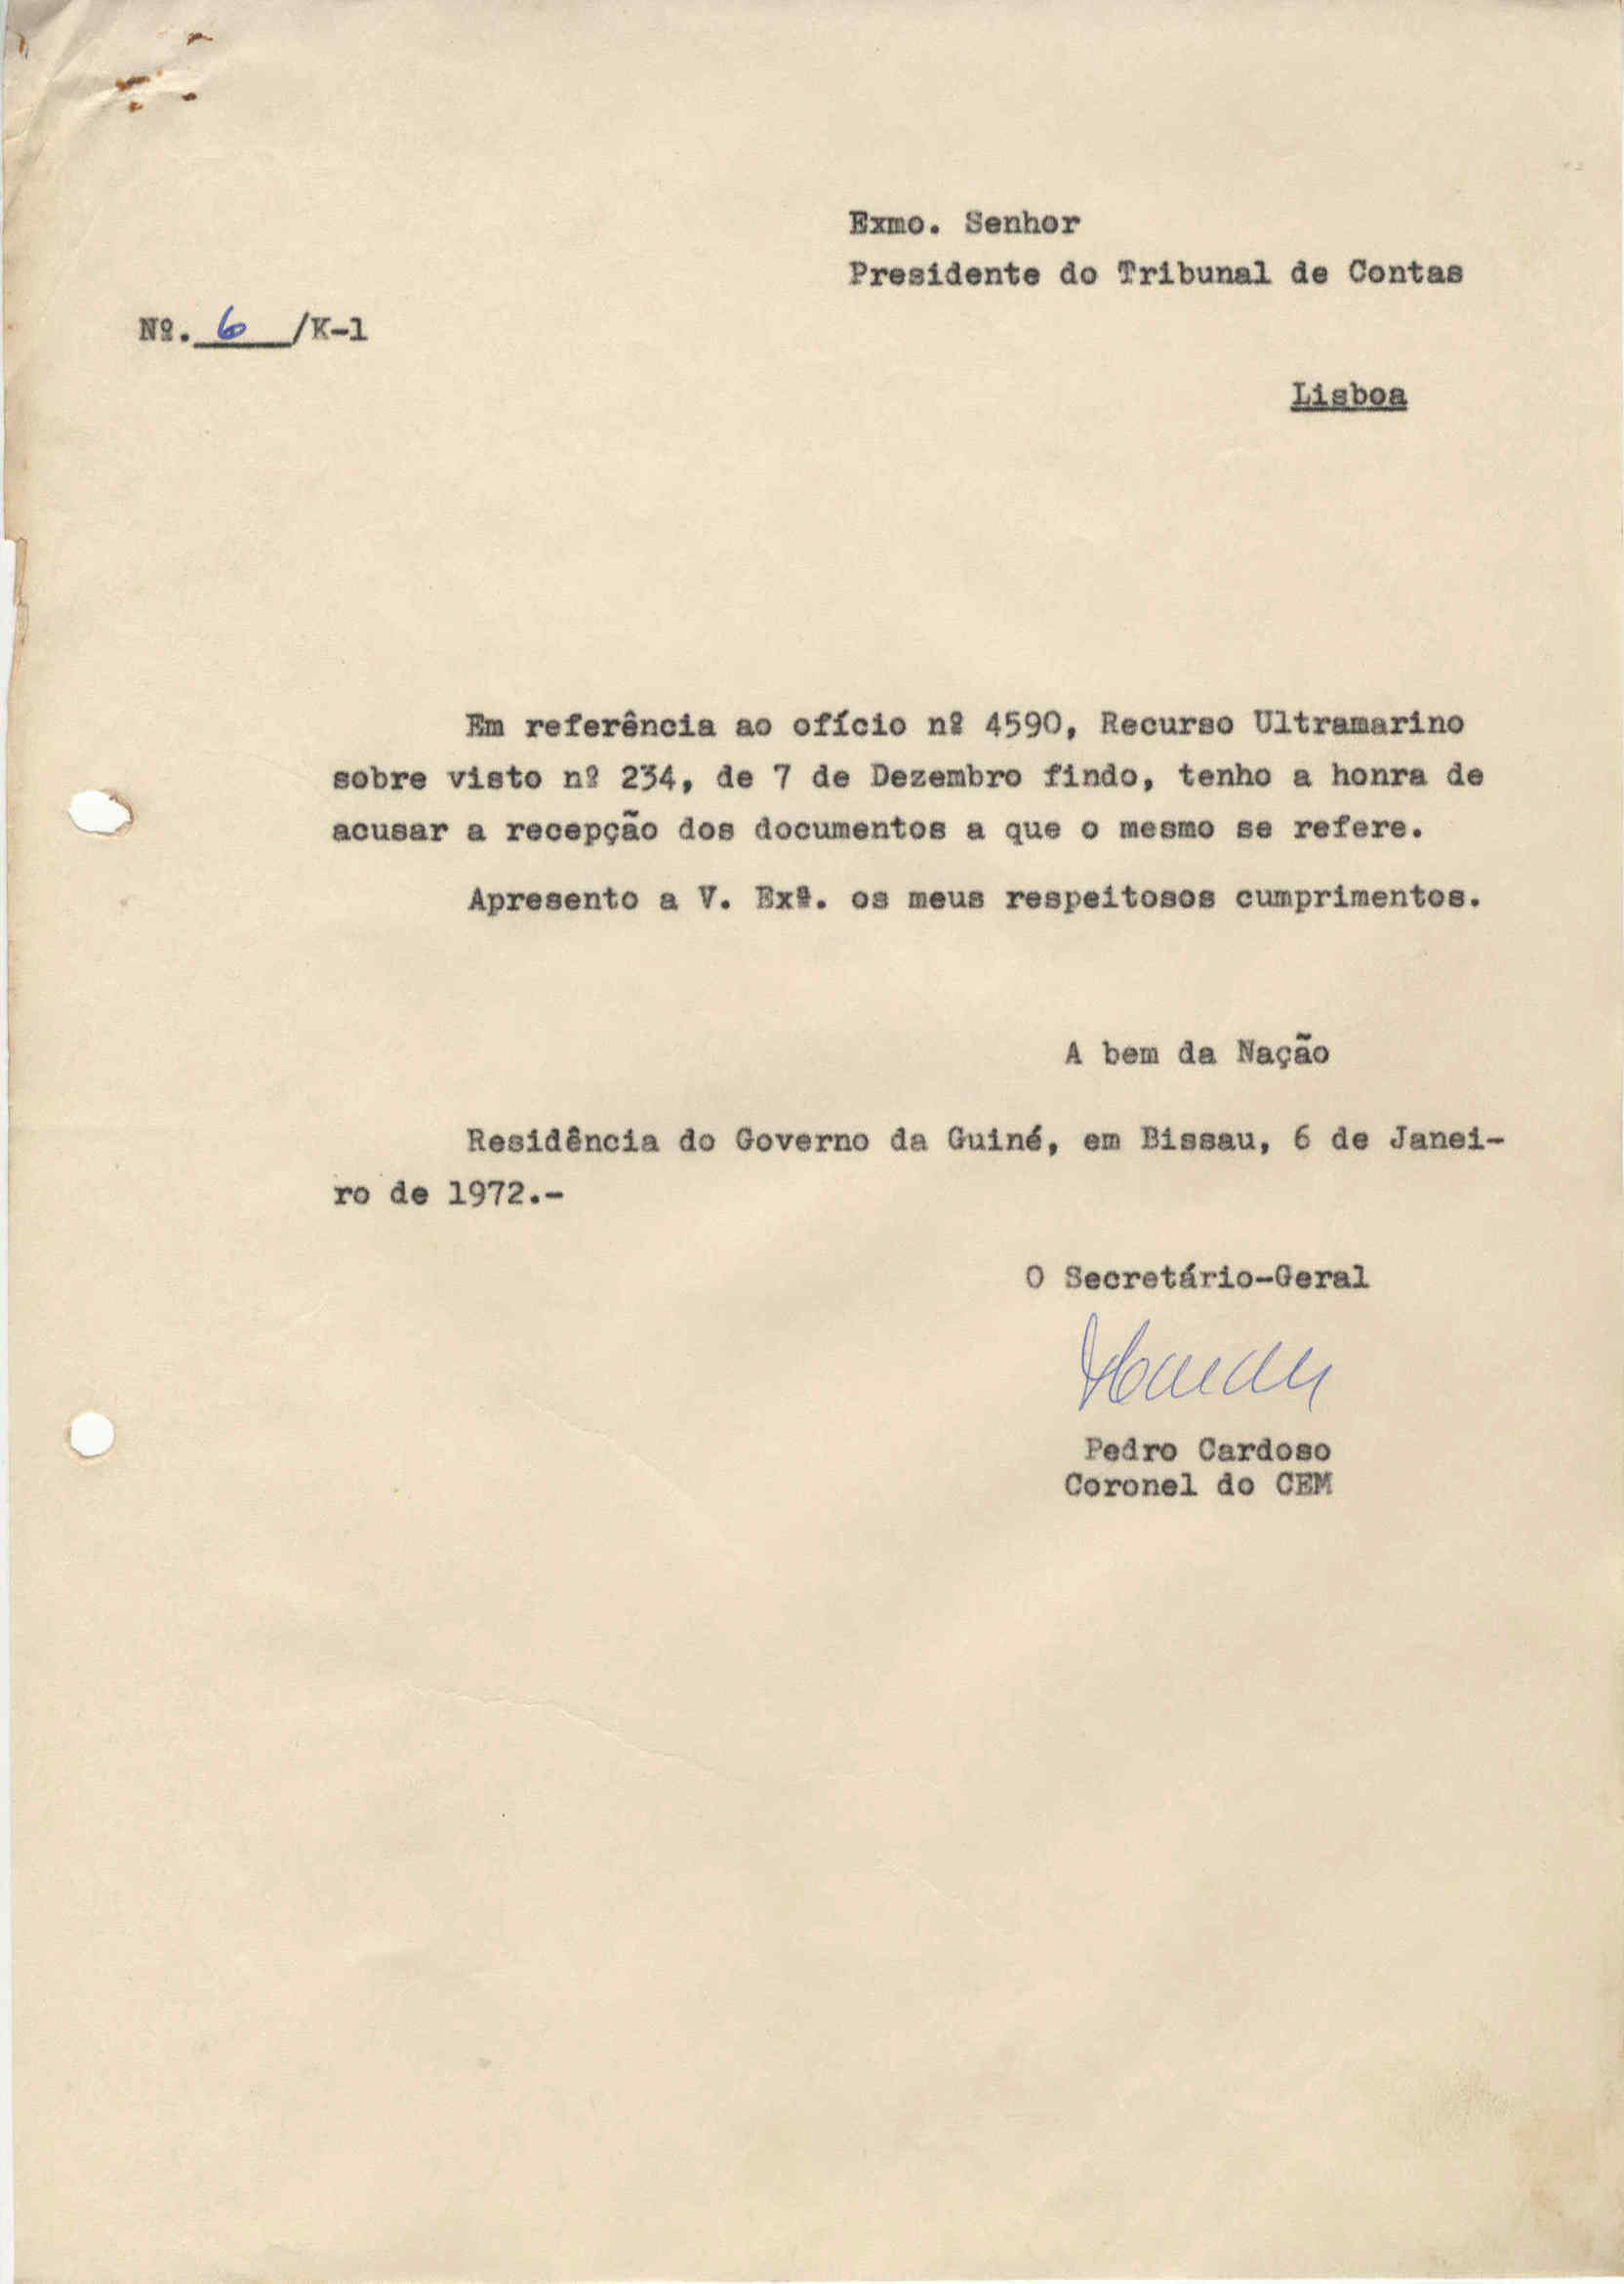 Exmo. Senhor
Presidente do Tribunal de Contas
Nº. 6 /K-1
Lisboa
Em referência ao ofício nº 4590, Recurso Ultramarino
sobre visto nº 234, de 7 de Dezembro findo, tenho a honra de
acusar a recepção dos documentos a que o mesmo se refere.
Apresento a V. Exª. os meus respeitosos cumprimentos.
A bem da Nação
Residência do Governo da Guiné, em Bissau, 6 de Janei-
ro de 1972.-
O Secretário-Geral
Pedro Cardoso
Coronel do CEM